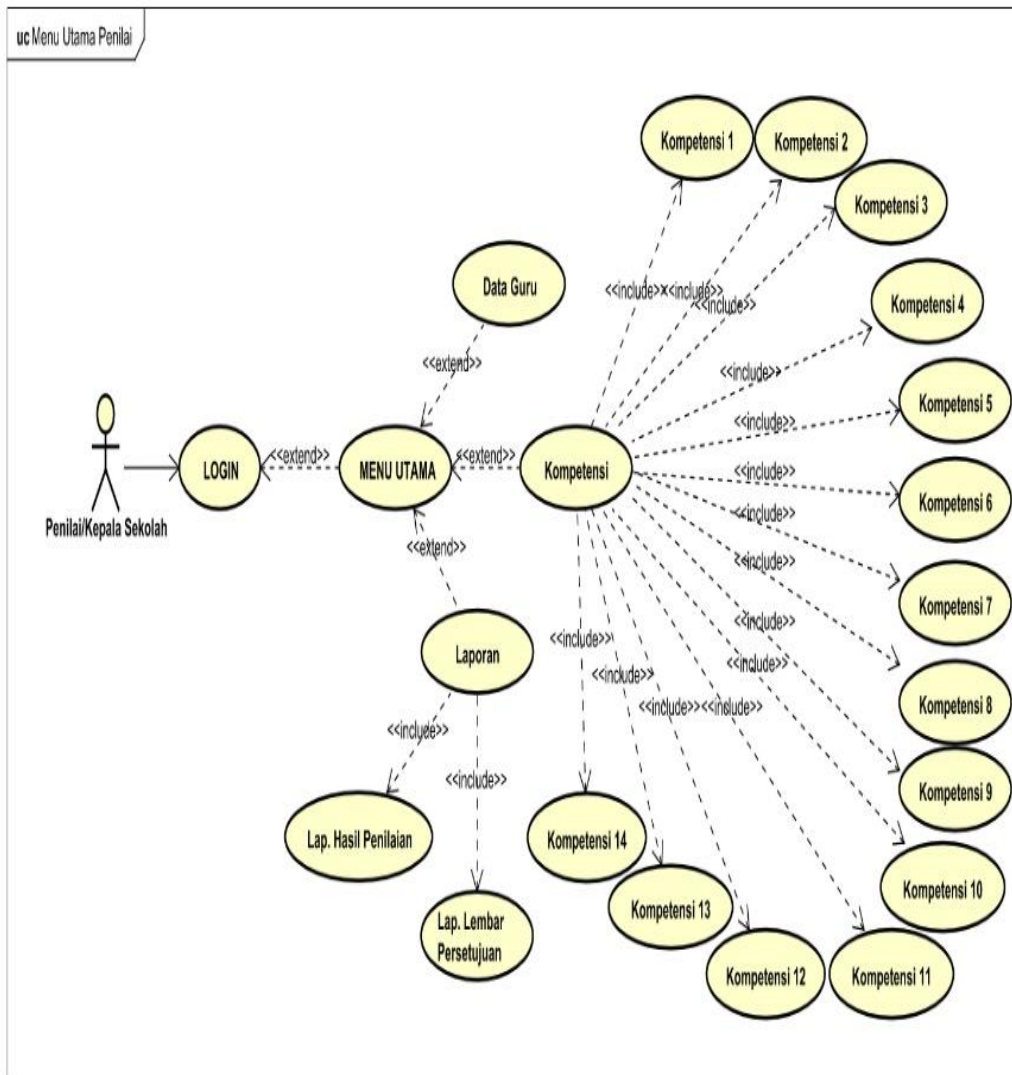 uc Menu Utama Penilai
Kompetensi 1
Kompetensi 2
Kompetensi 3
Data Guru
<<include>>
<<include>>
<<include>>
Kompetensi 4
<<extend>>
<<include>>
Kompetensi 5
<<include>>
LOGIN
<<extend>>
MENU UTAMA
<<extend>>
Kompetensi
<<include>>
Kompetensi 6
Penilai/Kepala Sekolah
<<include>>
<<extend>>
<<include>>
Kompetensi 7
Laporan
<<include>>
<<include>>
<<include>>
<<include>>
Kompetensi 8
<<include>>
<<include>>
<<include>>
<<include>>
Kompetensi 9
Lap. Hasil Penilaian
Kompetensi 14
Kompetensi 10
Kompetensi 13
Lap. Lembar
Persetujuan
Kompetensi 12
Kompetensi 11